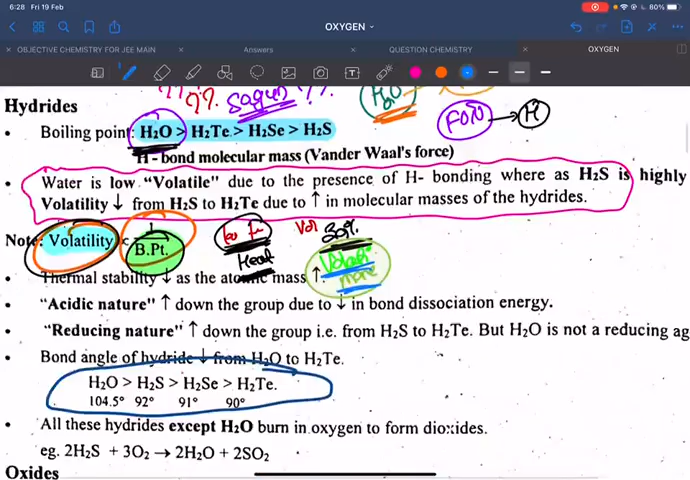 6:28 Fri 19 Feb
80%
OXYGEN
OBJECTIVE CHEMISTRY FOR JEE MAIN
Answers
QUESTION CHEMISTRY
OXYGEN
Hydrides
• Boiling point: H₂O > H₂Te > H₂Se > H₂S
H - bond molecular mass (Vander Waal's force)
• Water is low "Volatile" due to the presence of H- bonding where as H₂S is highly
Volatility ↓ from H₂S to H₂Te due to ↑ in molecular masses of the hydrides.
Note: Volatility
B.Pt.
• Thermal stability ↓ as the atomic mass ↑.
• "Acidic nature" ↑ down the group due to ↓ in bond dissociation energy.
• "Reducing nature" ↑ down the group i.e. from H₂S to H₂Te. But H₂O is not a reducing ag
• Bond angle of hydride ↓ from H₂O to H₂Te.
H₂O > H₂S > H₂Se > H₂Te.
104.5° 92° 91° 90°
• All these hydrides except H₂O burn in oxygen to form dioxides.
eg. 2H₂S + 3O₂ → 2H₂O + 2SO₂
Oxides